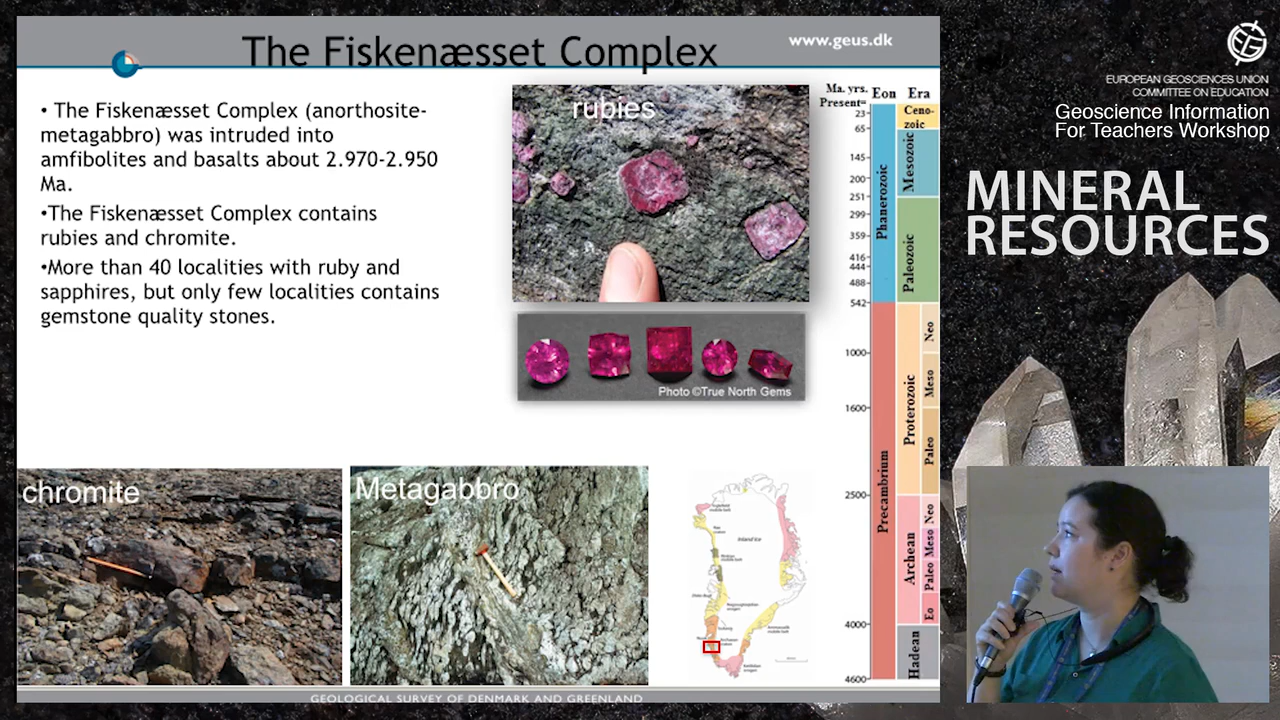 The Fiskenæsset Complex
www.geus.dk
• The Fiskenæsset Complex (anorthosite-
metagabbro) was intruded into
amfibolites and basalts about 2.970-2.950
Ma.
•The Fiskenæsset Complex contains
rubies and chromite.
•More than 40 localities with ruby and
sapphires, but only few localities contains
gemstone quality stones.
rubies
Photo ©True North Gems
chromite
Metagabbro
Inland Ice
Ma. yrs.
Eon
Era
Present=
23
65
145
200
251
299
359
416
444
488
542
1000
1600
2500
4000
4600
Phanerozoic
Precambrium
Ceno-
zoic
Mesozoic
Paleozoic
Proterozoic
Archean
Hadean
Neo
Meso
Paleo
Neo
Meso
Paleo
Eo
GEOLOGICAL SURVEY OF DENMARK AND GREENLAND
EUROPEAN GEOSCIENCES UNION
COMMITTEE ON EDUCATION
Geoscience Information
For Teachers Workshop
MINERAL
RESOURCES